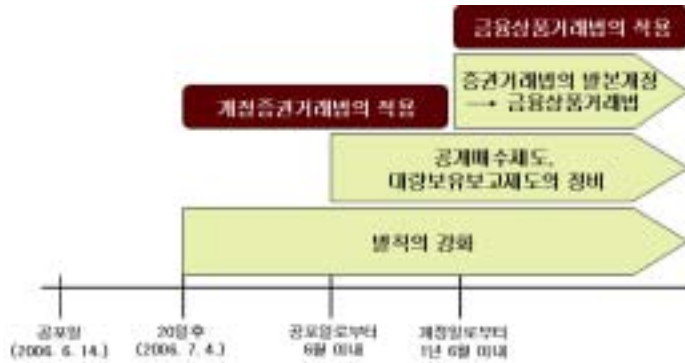 금융상품거래법의 적용
증권거래법의 발본개정
→ 금융상품거래법
개정증권거래법의 적용
공개매수제도,
대량보유보고제도의 정비
벌칙의 강화
공포일
(2006. 6. 14.)
20일후
(2006. 7. 4.)
공포일로부터
6월 이내
개정일로부터
1년 6월 이내